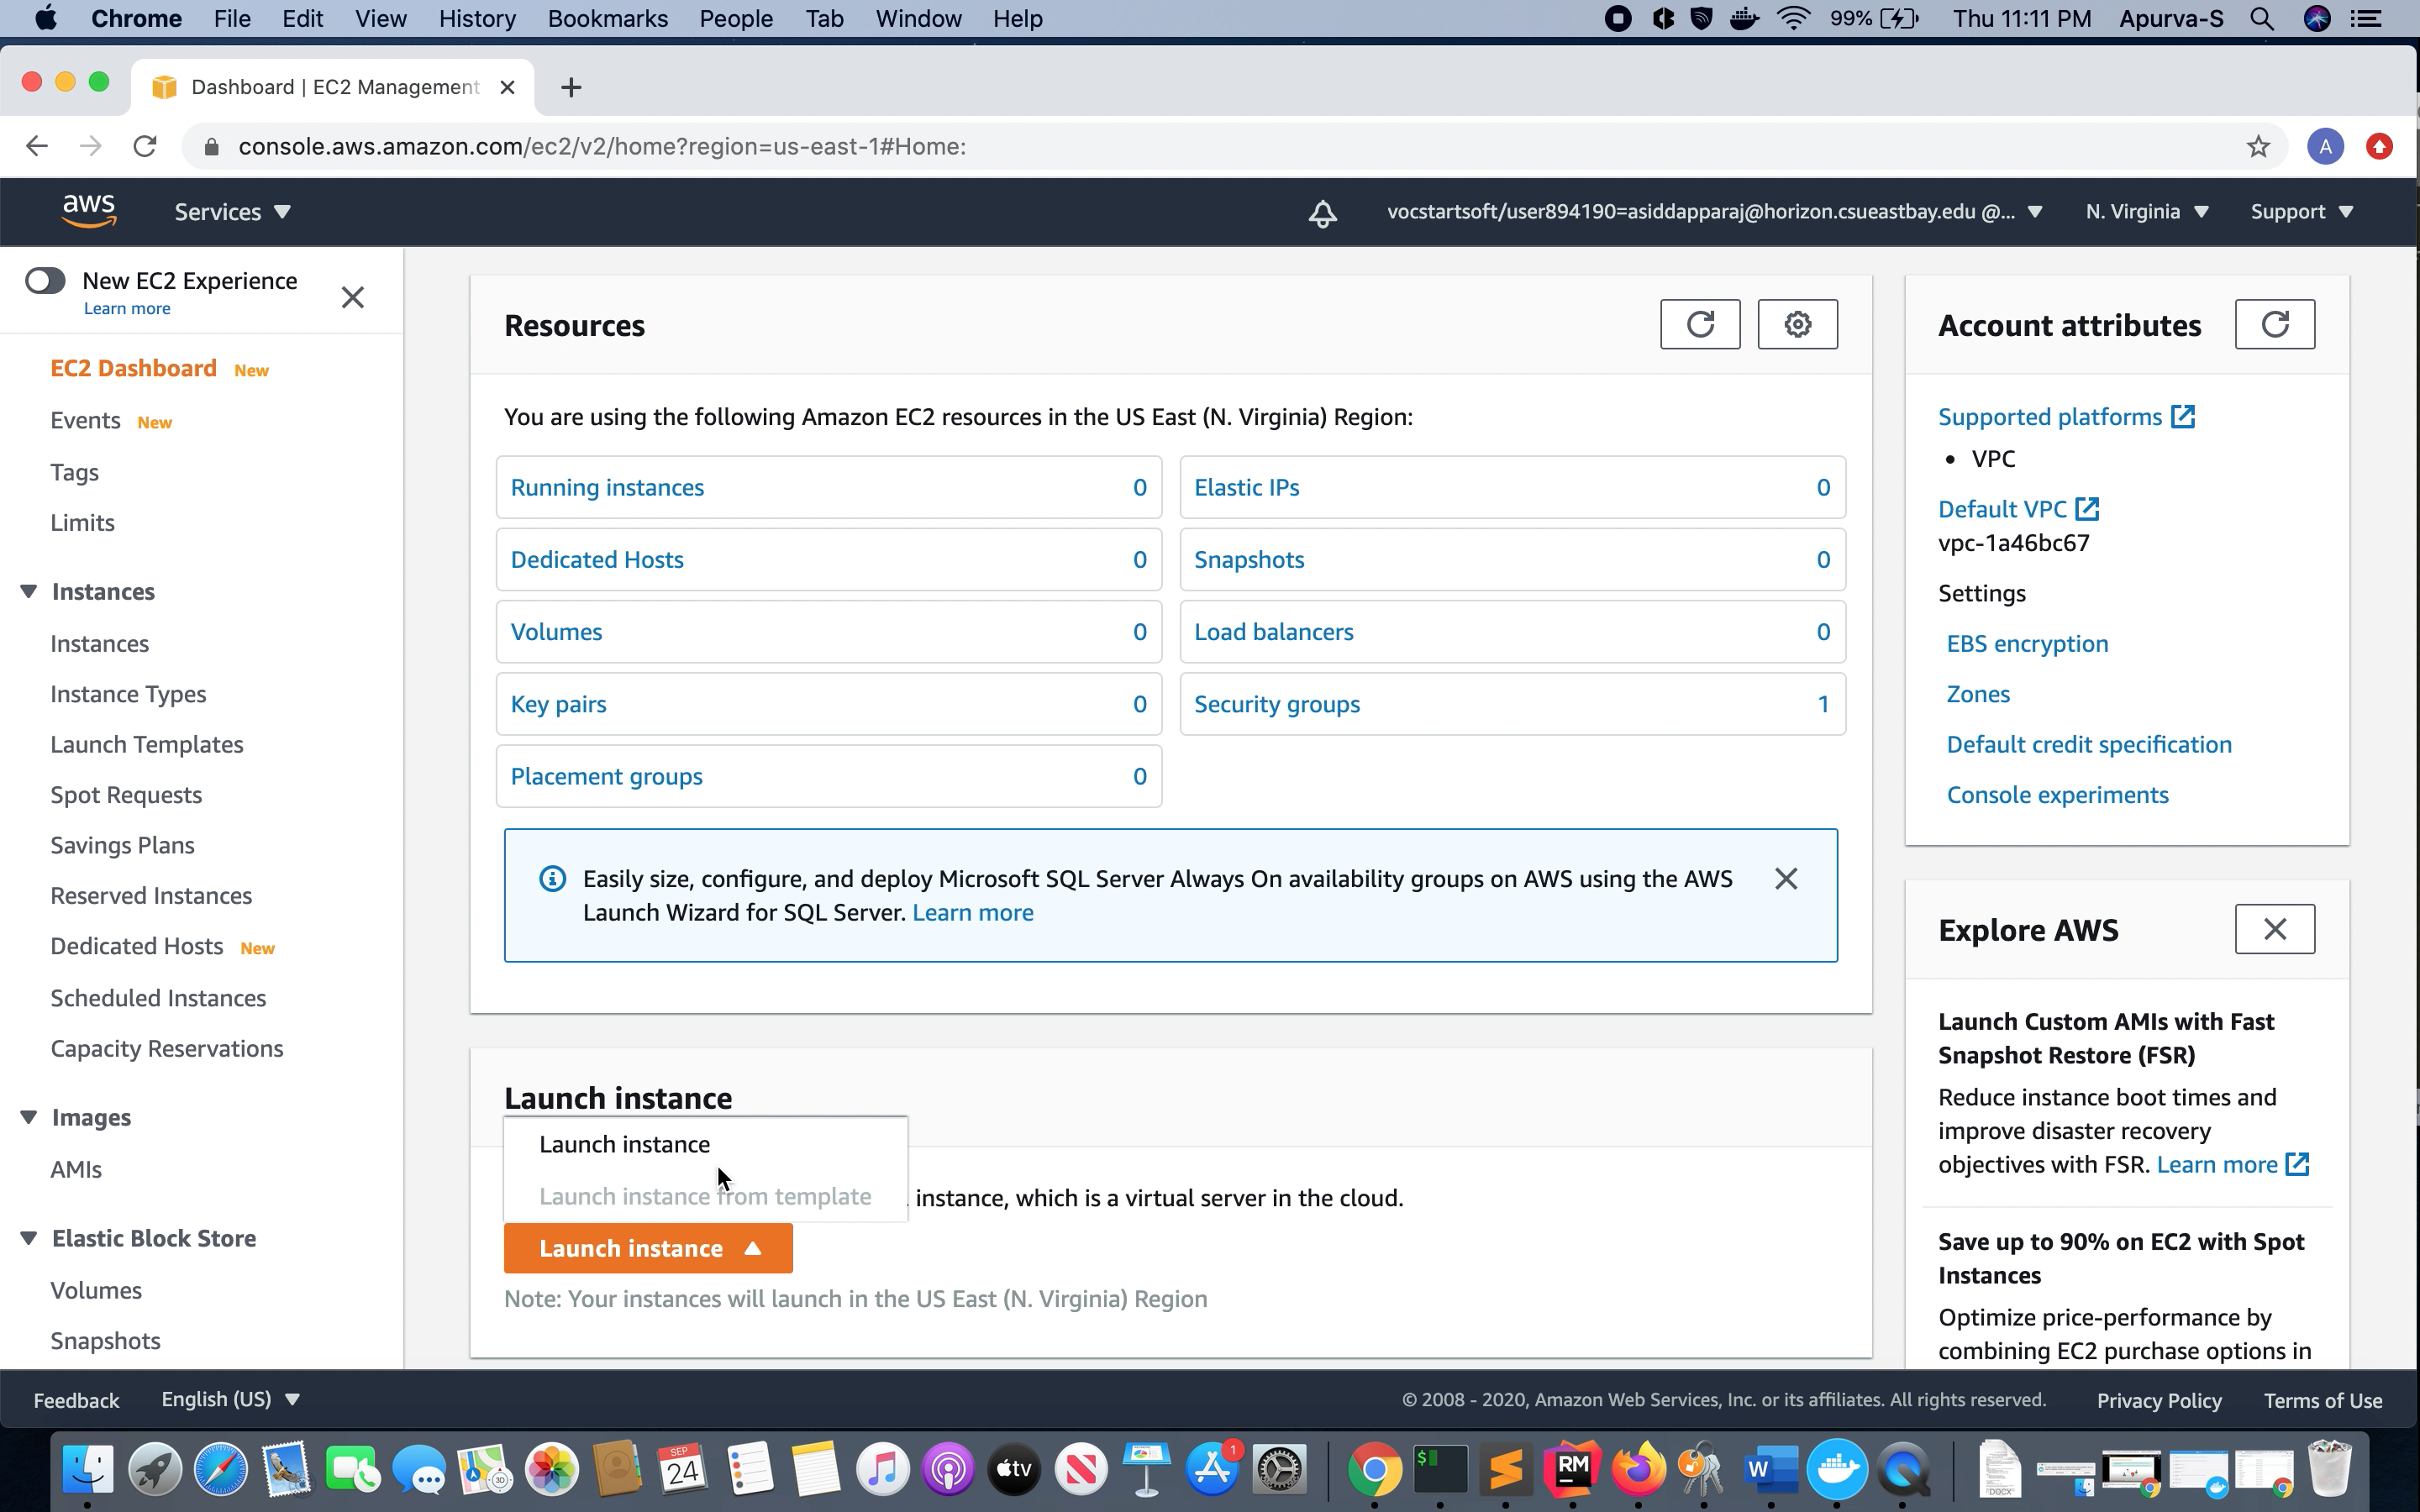 Chrome File Edit View History Bookmarks People Tab Window Help 99% Thu 11:11 PM Apurva-S
Dashboard | EC2 Management
console.aws.amazon.com/ec2/v2/home?region=us-east-1#Home: A
aws Services vocstartsoft/user894190=asiddapparaj@horizon.csueastbay.edu @... N. Virginia Support
New EC2 Experience
Learn more
EC2 Dashboard New
Events New
Tags
Limits
Instances
Instances
Instance Types
Launch Templates
Spot Requests
Savings Plans
Reserved Instances
Dedicated Hosts New
Scheduled Instances
Capacity Reservations
Images
AMIs
Elastic Block Store
Volumes
Snapshots
Resources
You are using the following Amazon EC2 resources in the US East (N. Virginia) Region:
Running instances 0 Elastic IPs 0
Dedicated Hosts 0 Snapshots 0
Volumes 0 Load balancers 0
Key pairs 0 Security groups 1
Placement groups 0
Easily size, configure, and deploy Microsoft SQL Server Always On availability groups on AWS using the AWS
Launch Wizard for SQL Server. Learn more
Launch instance
Launch instance
Launch instance from template
instance, which is a virtual server in the cloud.
Launch instance
Note: Your instances will launch in the US East (N. Virginia) Region
Account attributes
Supported platforms
• VPC
Default VPC
vpc-1a46bc67
Settings
EBS encryption
Zones
Default credit specification
Console experiments
Explore AWS
Launch Custom AMIs with Fast
Snapshot Restore (FSR)
Reduce instance boot times and
improve disaster recovery
objectives with FSR. Learn more
Save up to 90% on EC2 with Spot
Instances
Optimize price-performance by
combining EC2 purchase options in
Feedback English (US) © 2008 - 2020, Amazon Web Services, Inc. or its affiliates. All rights reserved. Privacy Policy Terms of Use
3D SEP 24 tv 1 $ RM W DOCX